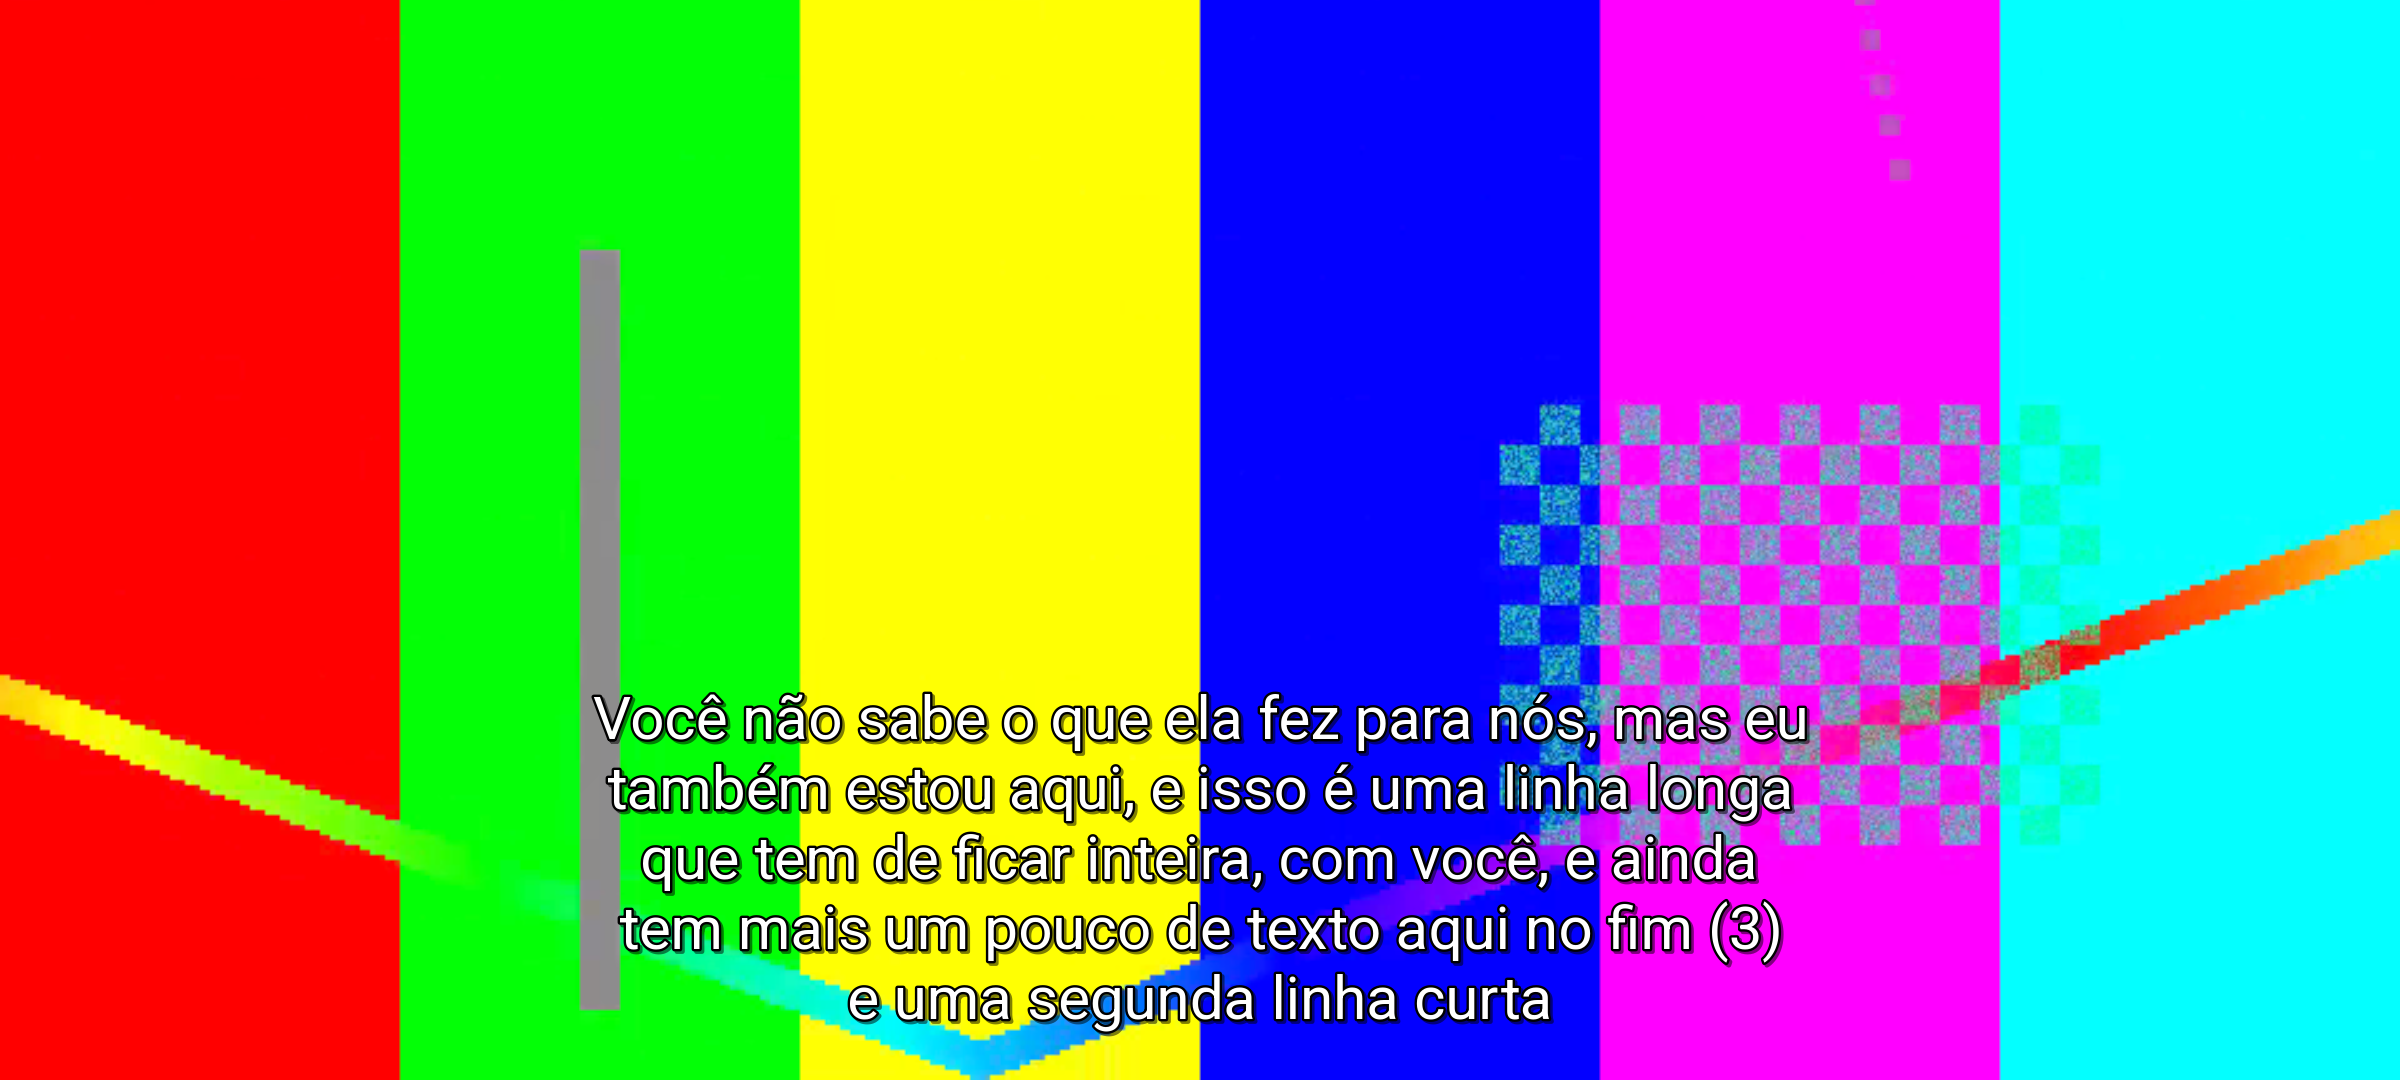 Você não sabe o que ela fez para nós, mas eu
também estou aqui, e isso é uma linha longa
que tem de ficar inteira, com você, e ainda
tem mais um pouco de texto aqui no fim (3)
e uma segunda linha curta